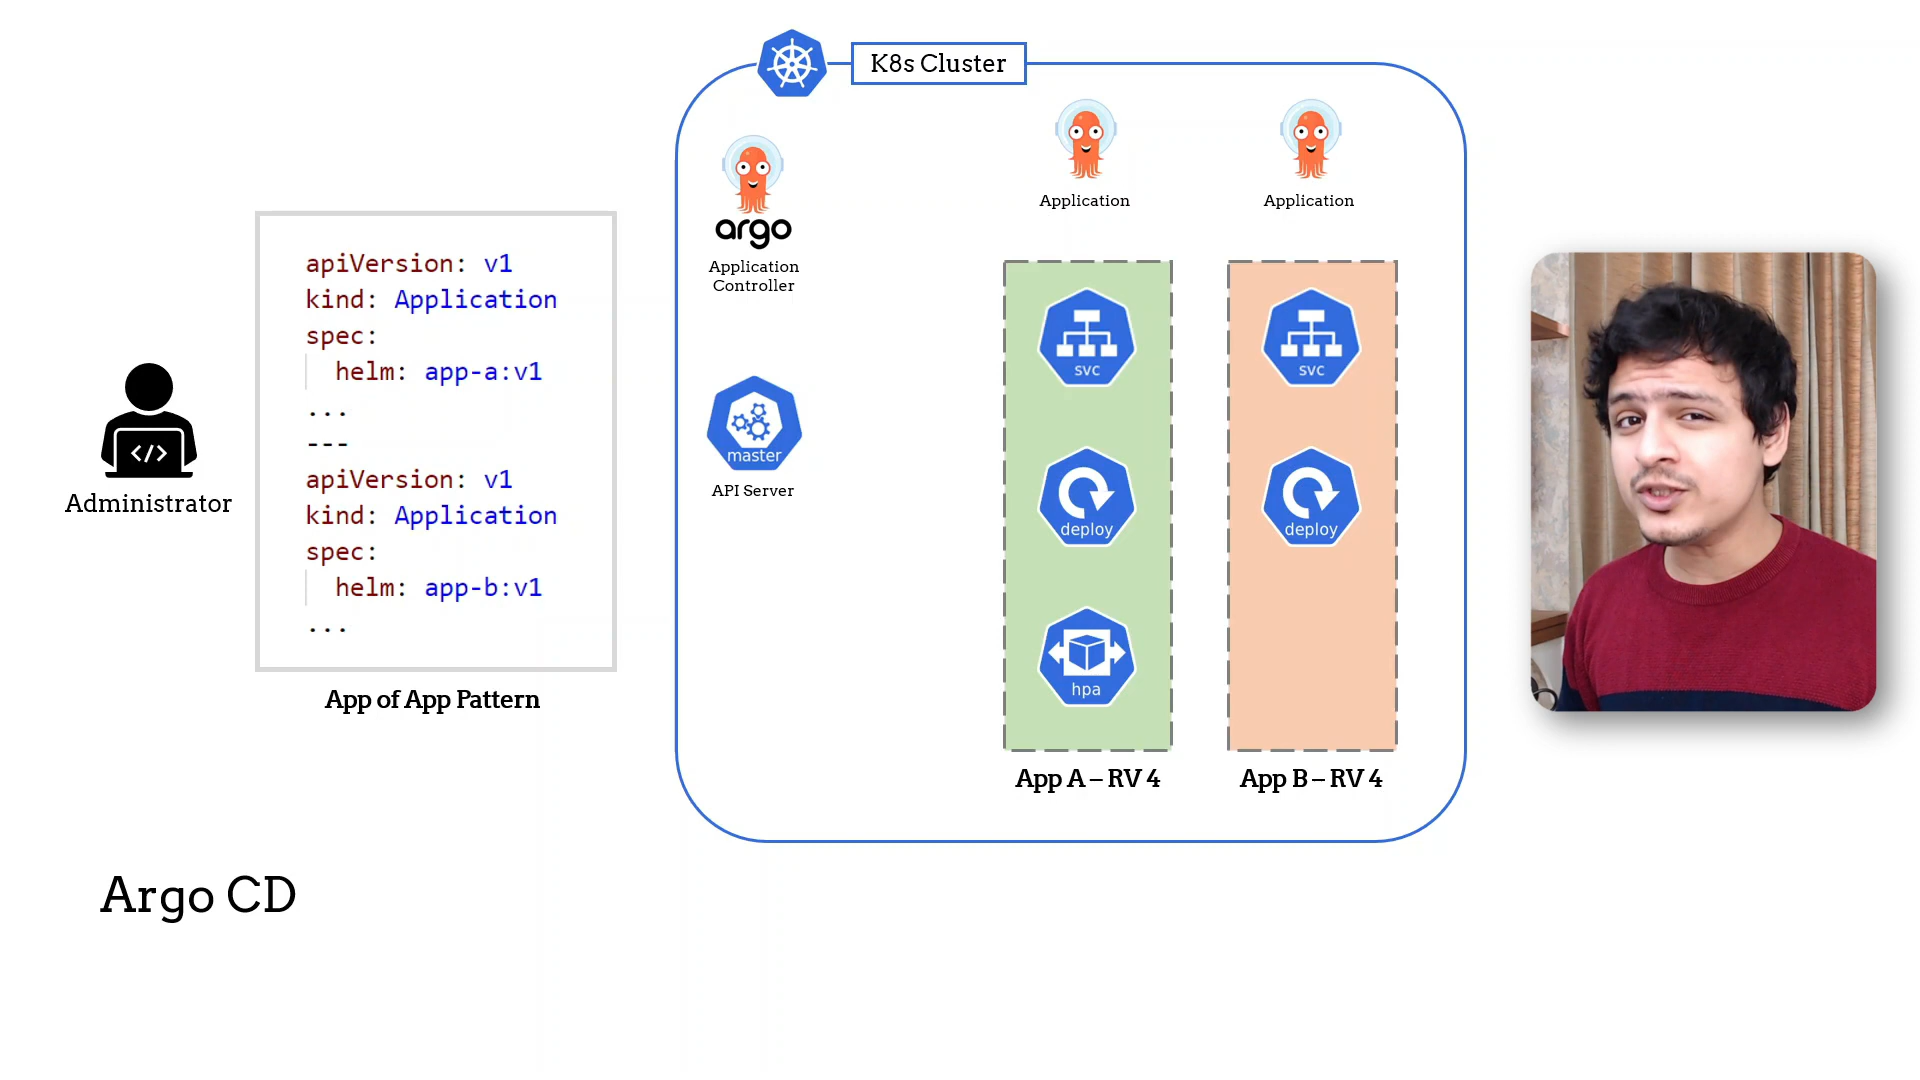 K8s Cluster
Application
Application
argo
Application
Controller
apiVersion: v1
kind: Application
spec:
helm: app-a:v1
...
---
apiVersion: v1
kind: Application
spec:
helm: app-b:v1
...
App of App Pattern
</>
Administrator
master
API Server
svc
deploy
hpa
App A – RV 4
svc
deploy
App B – RV 4
Argo CD